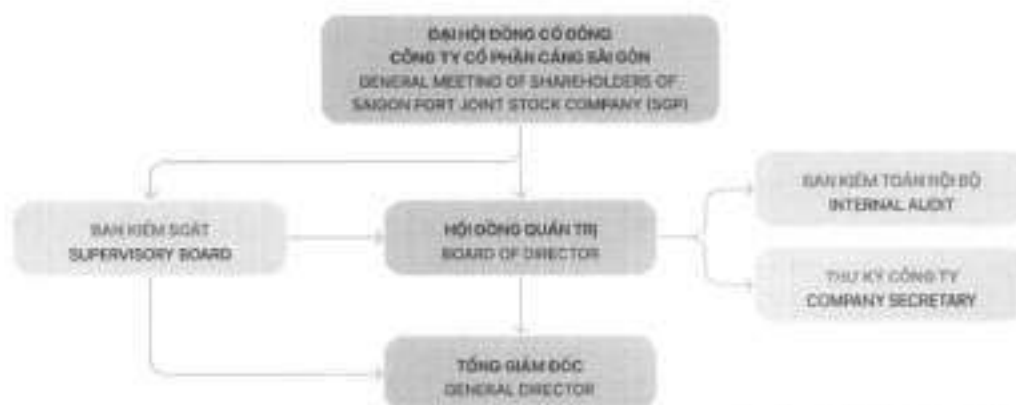 ĐẠI HỘI ĐỒNG CỔ ĐÔNG
CÔNG TY CỔ PHẦN CẢNG SÀI GÒN
GENERAL MEETING OF SHAREHOLDERS OF
SAIGON PORT JOINT STOCK COMPANY (SGP)
BAN KIỂM SOÁT
SUPERVISORY BOARD
HỘI ĐỒNG QUẢN TRỊ
BOARD OF DIRECTOR
BAN KIỂM TOÁN NỘI BỘ
INTERNAL AUDIT
THƯ KÝ CÔNG TY
COMPANY SECRETARY
TỔNG GIÁM ĐỐC
GENERAL DIRECTOR